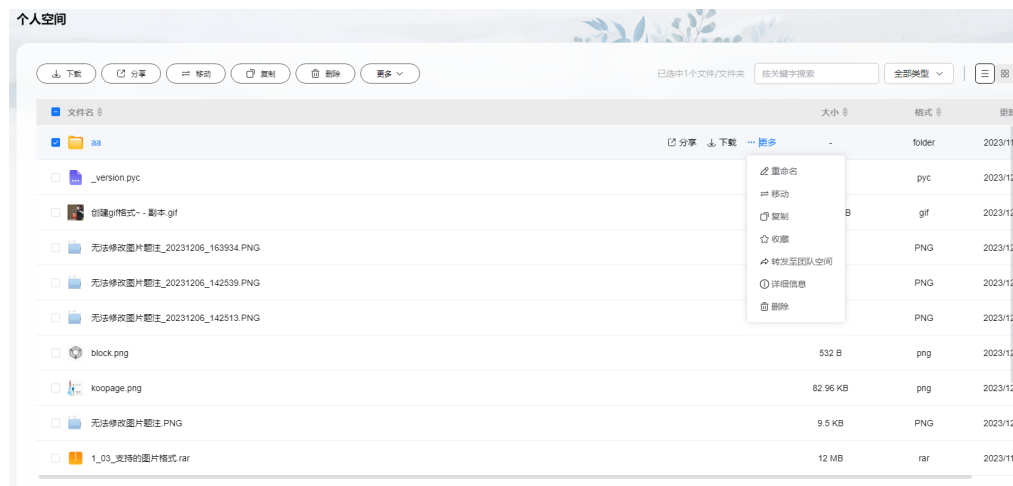 个人空间
下载 分享 移动 复制 删除 更多 已选中1个文件/文件夹 按关键字搜索 全部类型
文件名 大小 格式
aa 分享 下载 ··· 更多 - folder 2023/11
_version.pyc pyc 2023/12
创建gif格式~ - 副本.gif B gif 2023/12
无法修改图片题注_20231206_163934.PNG PNG 2023/12
无法修改图片题注_20231206_142539.PNG PNG 2023/12
无法修改图片题注_20231206_142513.PNG PNG 2023/12
重命名
移动
复制
收藏
转发至团队空间
详细信息
删除
block.png 532 B png 2023/12
koopage.png 82.96 KB png 2023/12
无法修改图片题注.PNG 9.5 KB PNG 2023/12
1_03_支持的图片格式.rar 12 MB rar 2023/11